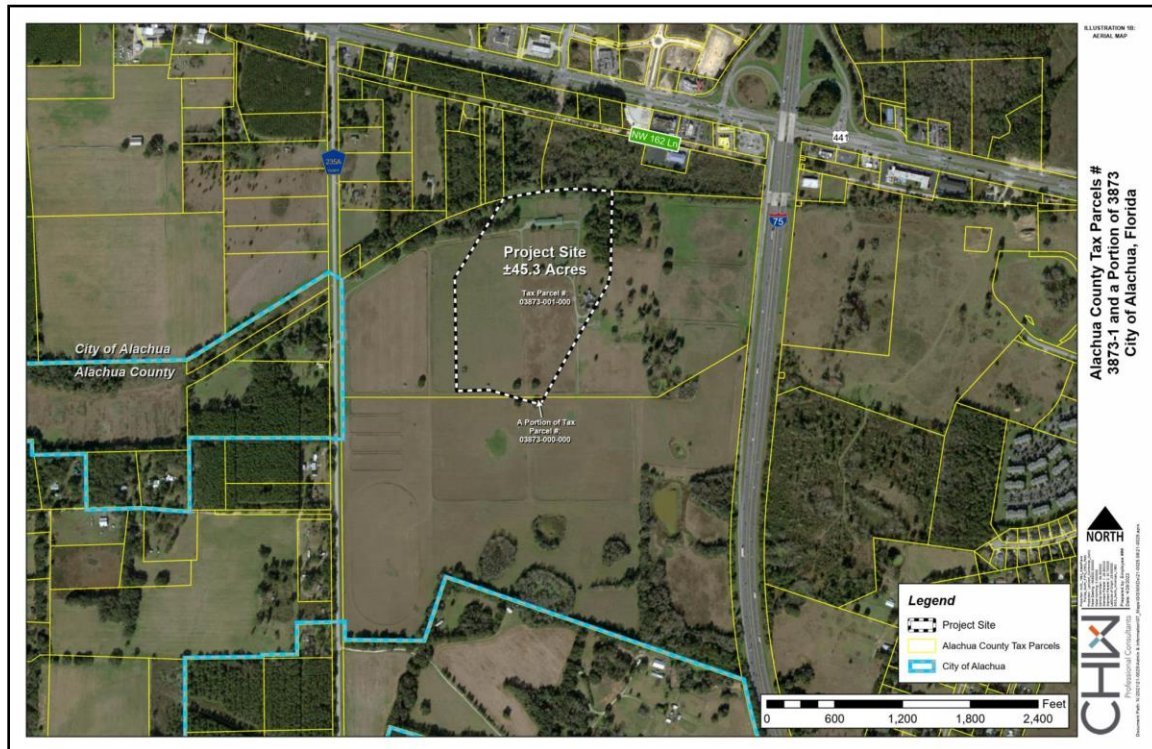 ILLUSTRATION 1B:
AERIAL MAP
Alachua County Tax Parcels #
3873-1 and a Portion of 3873
City of Alachua, Florida
NW 162 Ln
441
235A
75
Project Site
±45.3 Acres
Tax Parcel #
03873-001-000
City of Alachua
Alachua County
A Portion of Tax
Parcel #:
03873-000-000
NORTH
Legend
Project Site
Alachua County Tax Parcels
City of Alachua
Feet
0 600 1,200 1,800 2,400
CHW
Professional Consultants